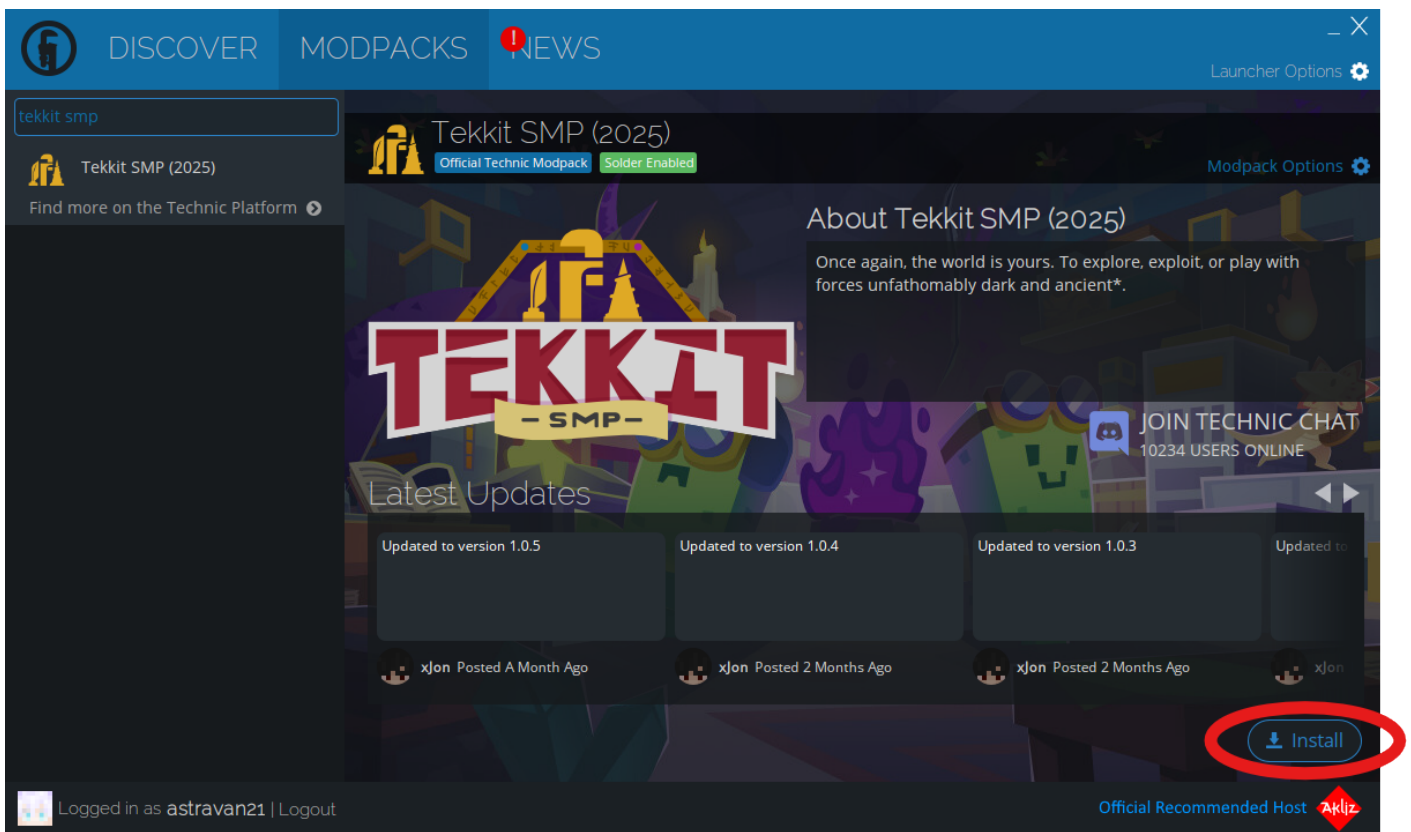 DISCOVER
MODPACKS
!
NEWS
_ X
Launcher Options
tekkit smp
Tekkit SMP (2025)
Find more on the Technic Platform
Tekkit SMP (2025)
Official Technic Modpack
Solder Enabled
Modpack Options
TEKKIT
- SMP -
About Tekkit SMP (2025)
Once again, the world is yours. To explore, exploit, or play with
forces unfathomably dark and ancient*.
JOIN TECHNIC CHAT
10234 USERS ONLINE
Latest Updates
Updated to version 1.0.5
xJon Posted A Month Ago
Updated to version 1.0.4
xJon Posted 2 Months Ago
Updated to version 1.0.3
xJon Posted 2 Months Ago
Updated to
xJon
Install
Logged in as astravan21 | Logout
Official Recommended Host
Akliz